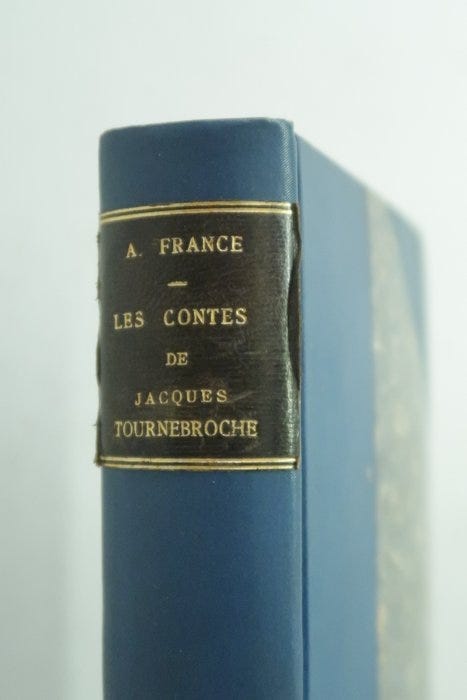 A. FRANCE
LES CONTES
DE
JACQUES
TOURNEBROCHE